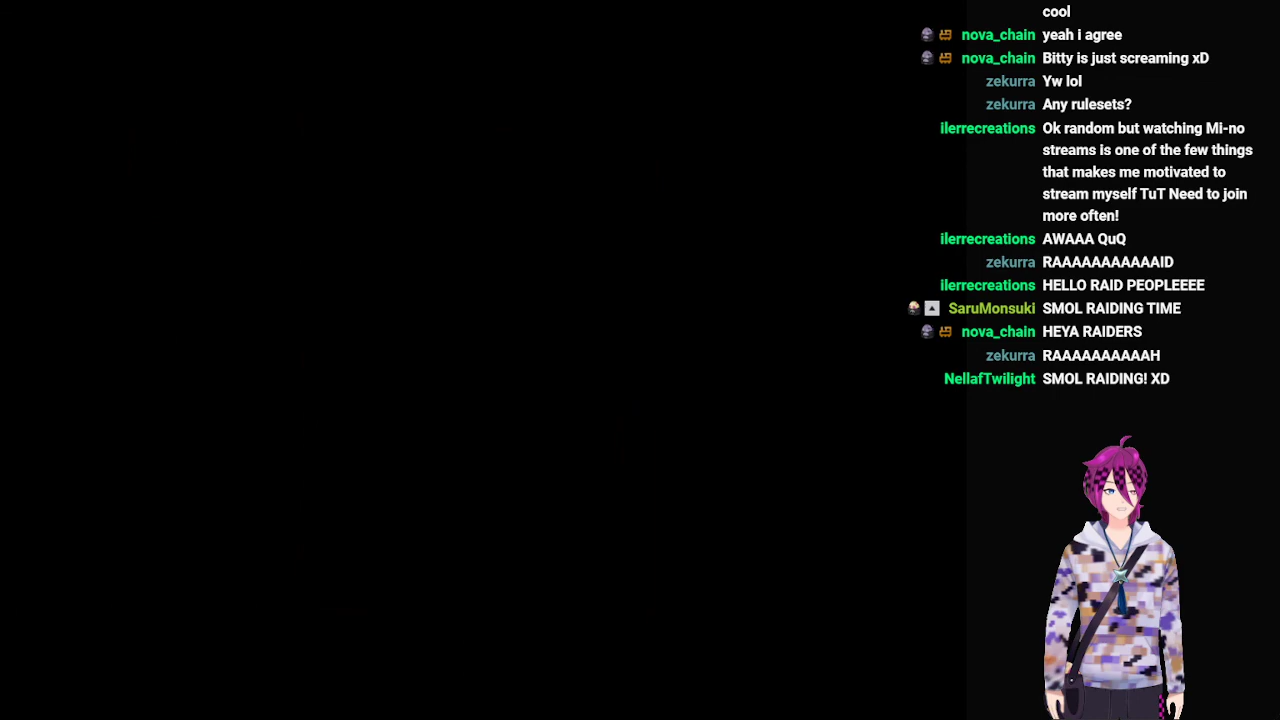 cool
nova_chain yeah i agree
nova_chain Bitty is just screaming xD
zekurra Yw lol
zekurra Any rulesets?
ilerrecreations Ok random but watching Mi-no
streams is one of the few things
that makes me motivated to
stream myself TuT Need to join
more often!
ilerrecreations AWAAA QuQ
zekurra RAAAAAAAAAAAID
ilerrecreations HELLO RAID PEOPLEEEE
SaruMonsuki SMOL RAIDING TIME
nova_chain HEYA RAIDERS
zekurra RAAAAAAAAAAH
NellafTwilight SMOL RAIDING! XD